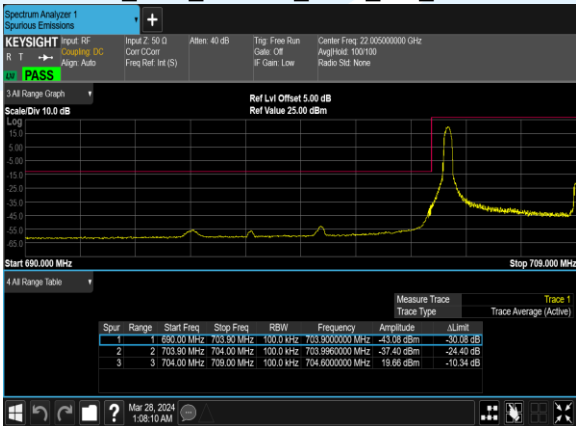 Spectrum Analyzer 1
Spurious Emissions
+
KEYSIGHT Input: RF Input Z: 50 Ω Atten: 40 dB Trig: Free Run Center Freq: 22.005000000 GHz
R T Coupling: DC Corr CCorr Gate: Off Avg|Hold: 100/100
Align: Auto Freq Ref: Int (S) IF Gain: Low Radio Std: None
PASS
3 All Range Graph
Ref Lvl Offset 5.00 dB
Scale/Div 10.0 dB Ref Value 25.00 dBm
Log
15.0
5.00
-5.00
-15.0
-25.0
-35.0
-45.0
-55.0
-65.0
Start 690.000 MHz Stop 709.000 MHz
4 All Range Table
Measure Trace Trace 1
Trace Type Trace Average (Active)
Spur Range Start Freq Stop Freq RBW Frequency Amplitude ΔLimit
1 1 690.00 MHz 703.90 MHz 100.0 kHz 703.9000000 MHz -43.08 dBm -30.08 dB
2 2 703.90 MHz 704.00 MHz 100.0 kHz 703.9960000 MHz -37.40 dBm -24.40 dB
3 3 704.00 MHz 709.00 MHz 100.0 kHz 704.6000000 MHz 19.66 dBm -10.34 dB
?
Mar 28, 2024
1:08:10 AM